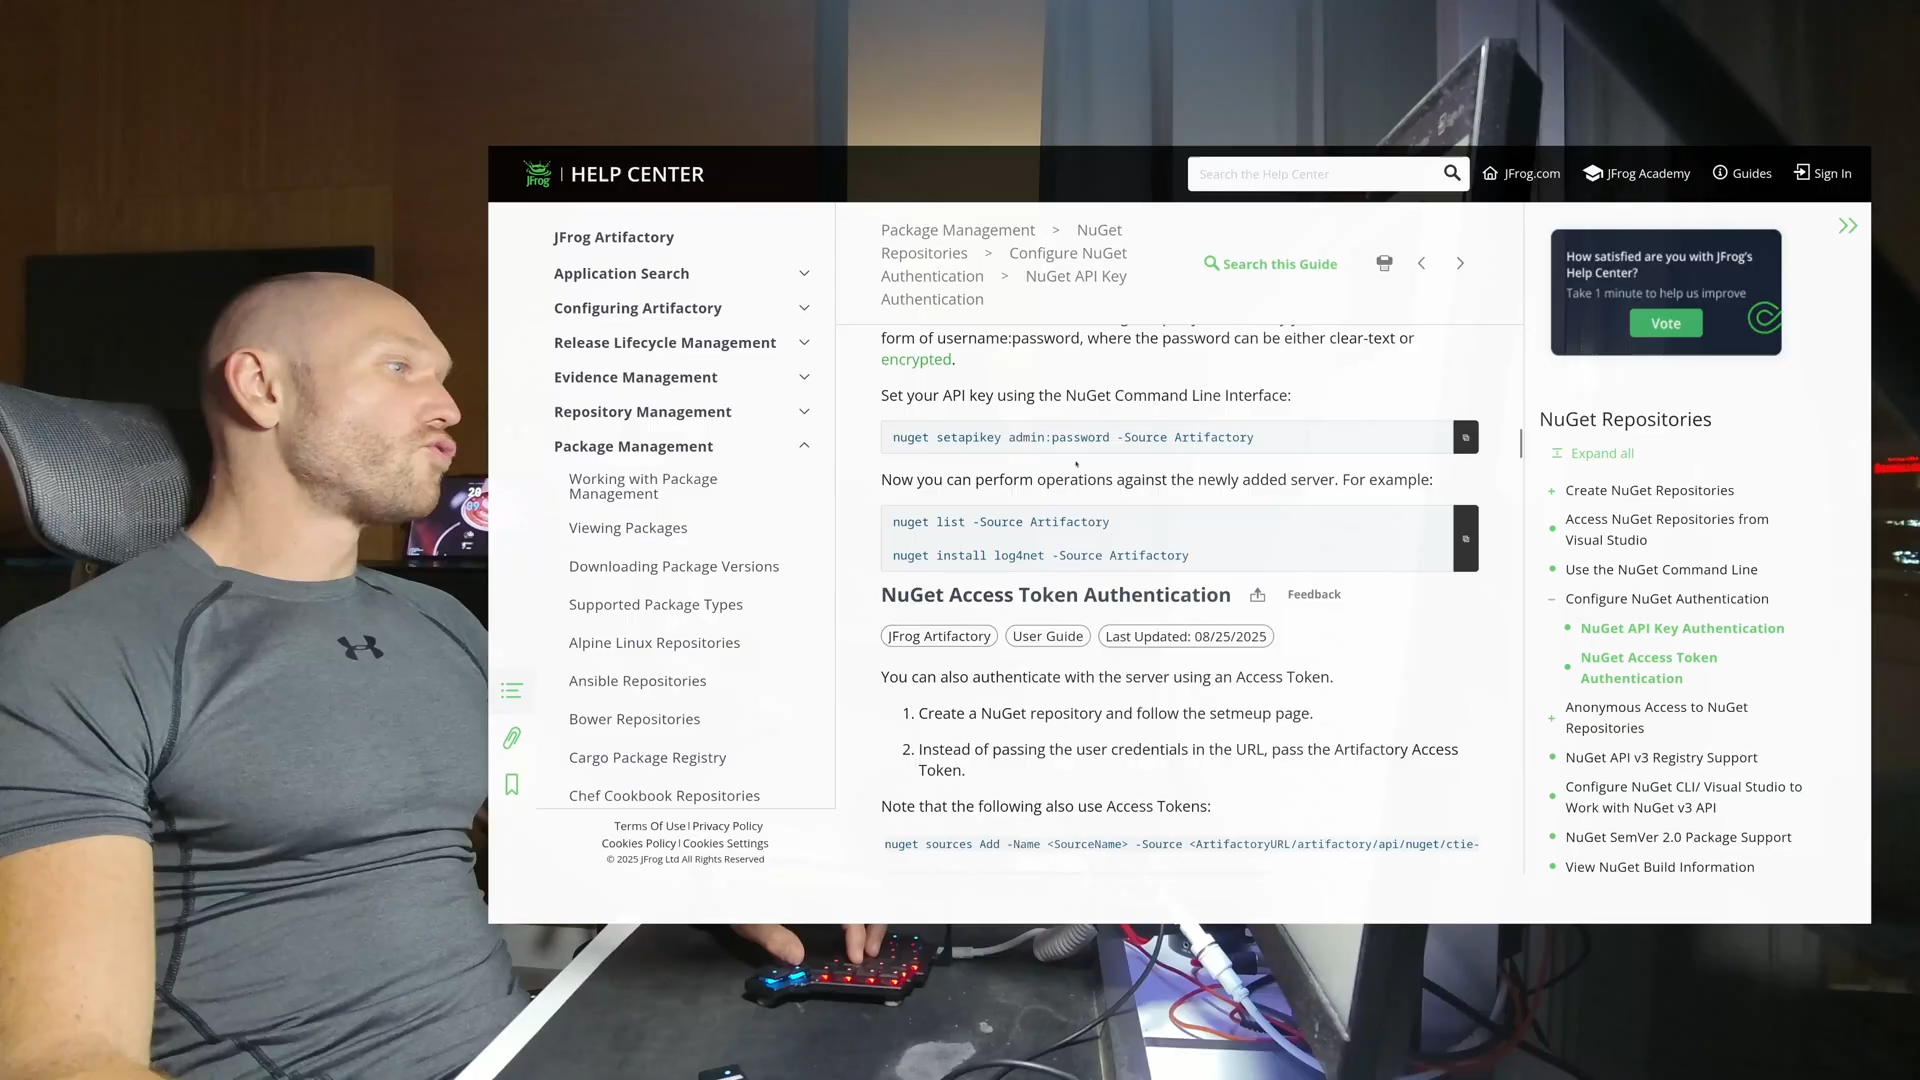 JFrog
HELP CENTER
Search the Help Center
JFrog.com
JFrog Academy
Guides
Sign In
JFrog Artifactory
Application Search
Configuring Artifactory
Release Lifecycle Management
Evidence Management
Repository Management
Package Management
Working with Package
Management
Viewing Packages
Downloading Package Versions
Supported Package Types
Alpine Linux Repositories
Ansible Repositories
Bower Repositories
Cargo Package Registry
Chef Cookbook Repositories
Terms Of Use | Privacy Policy
Cookies Policy | Cookies Settings
© 2025 JFrog Ltd All Rights Reserved
Package Management > NuGet
Repositories > Configure NuGet
Authentication > NuGet API Key
Authentication
Search this Guide
form of username:password, where the password can be either clear-text or
encrypted.
Set your API key using the NuGet Command Line Interface:
nuget setapikey admin:password -Source Artifactory
Now you can perform operations against the newly added server. For example:
nuget list -Source Artifactory
nuget install log4net -Source Artifactory
NuGet Access Token Authentication
Feedback
JFrog Artifactory
User Guide
Last Updated: 08/25/2025
You can also authenticate with the server using an Access Token.
1. Create a NuGet repository and follow the setmeup page.
2. Instead of passing the user credentials in the URL, pass the Artifactory Access
Token.
Note that the following also use Access Tokens:
nuget sources Add -Name <SourceName> -Source <ArtifactoryURL/artifactory/api/nuget/ctie-
How satisfied are you with JFrog's
Help Center?
Take 1 minute to help us improve
Vote
NuGet Repositories
Expand all
Create NuGet Repositories
Access NuGet Repositories from
Visual Studio
Use the NuGet Command Line
Configure NuGet Authentication
NuGet API Key Authentication
NuGet Access Token
Authentication
Anonymous Access to NuGet
Repositories
NuGet API v3 Registry Support
Configure NuGet CLI/ Visual Studio to
Work with NuGet v3 API
NuGet SemVer 2.0 Package Support
View NuGet Build Information
20